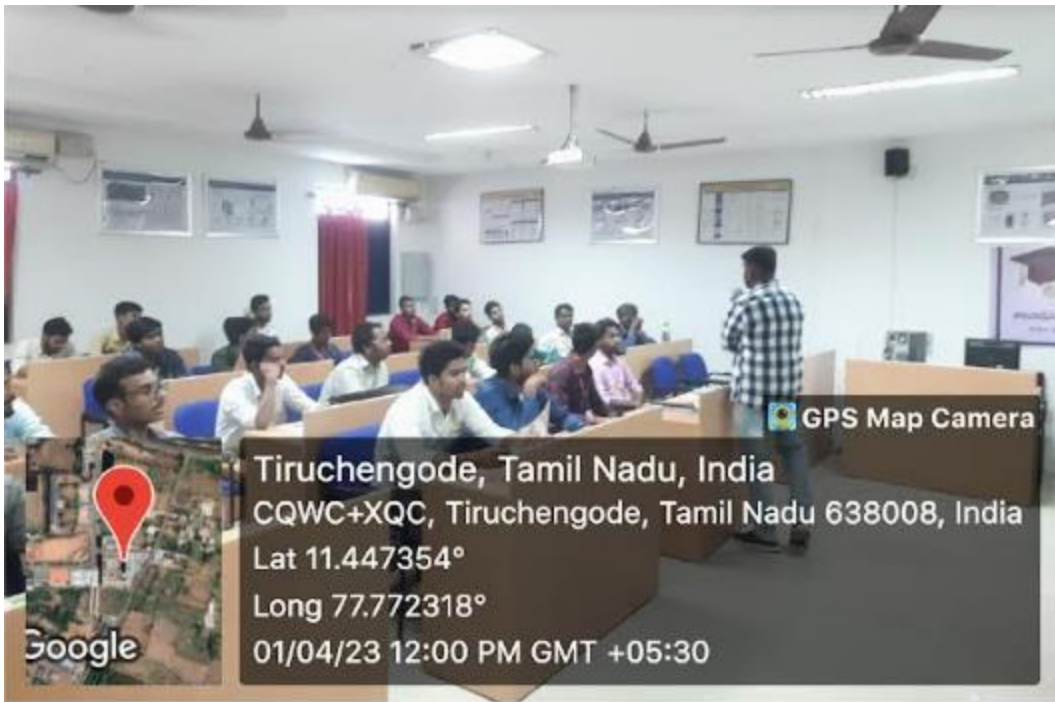 GPS Map Camera
Tiruchengode, Tamil Nadu, India
CQWC+XQC, Tiruchengode, Tamil Nadu 638008, India
Lat 11.447354°
Long 77.772318°
01/04/23 12:00 PM GMT +05:30
Google